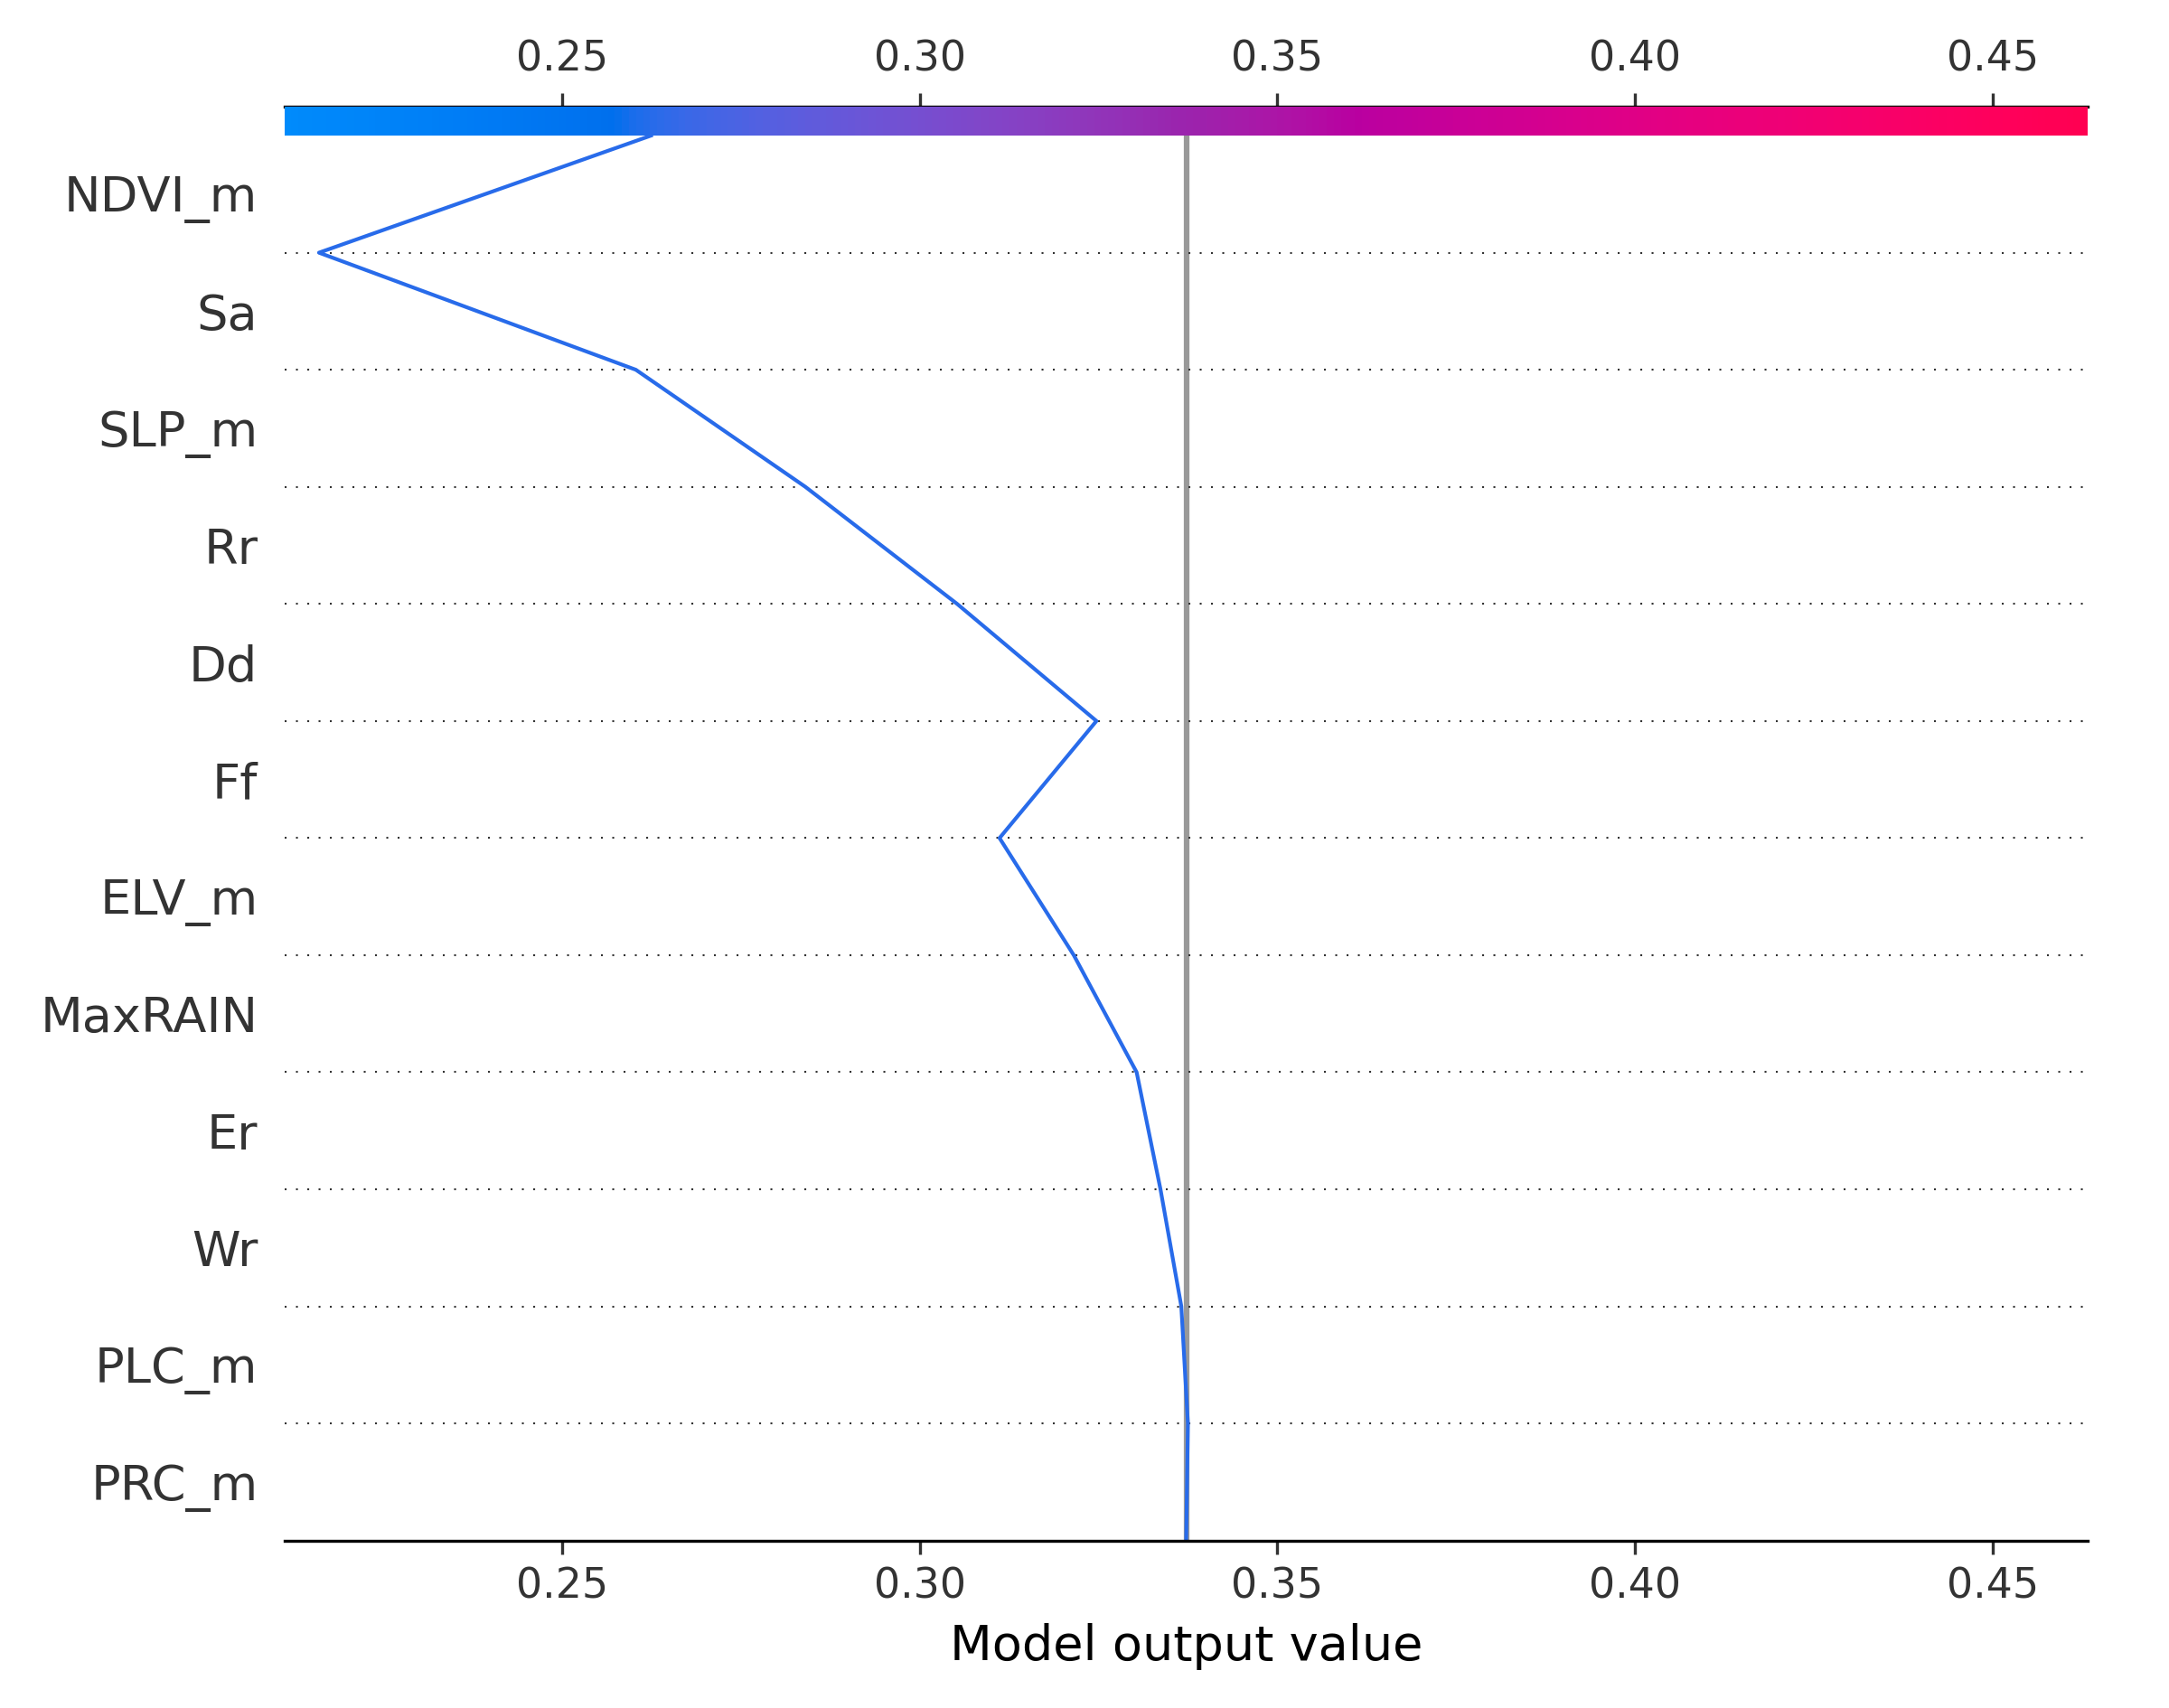 0.25 0.30 0.35 0.40 0.45
NDVI_m
Sa
SLP_m
Rr
Dd
Ff
ELV_m
MaxRAIN
Er
Wr
PLC_m
PRC_m
0.25 0.30 0.35 0.40 0.45
Model output value